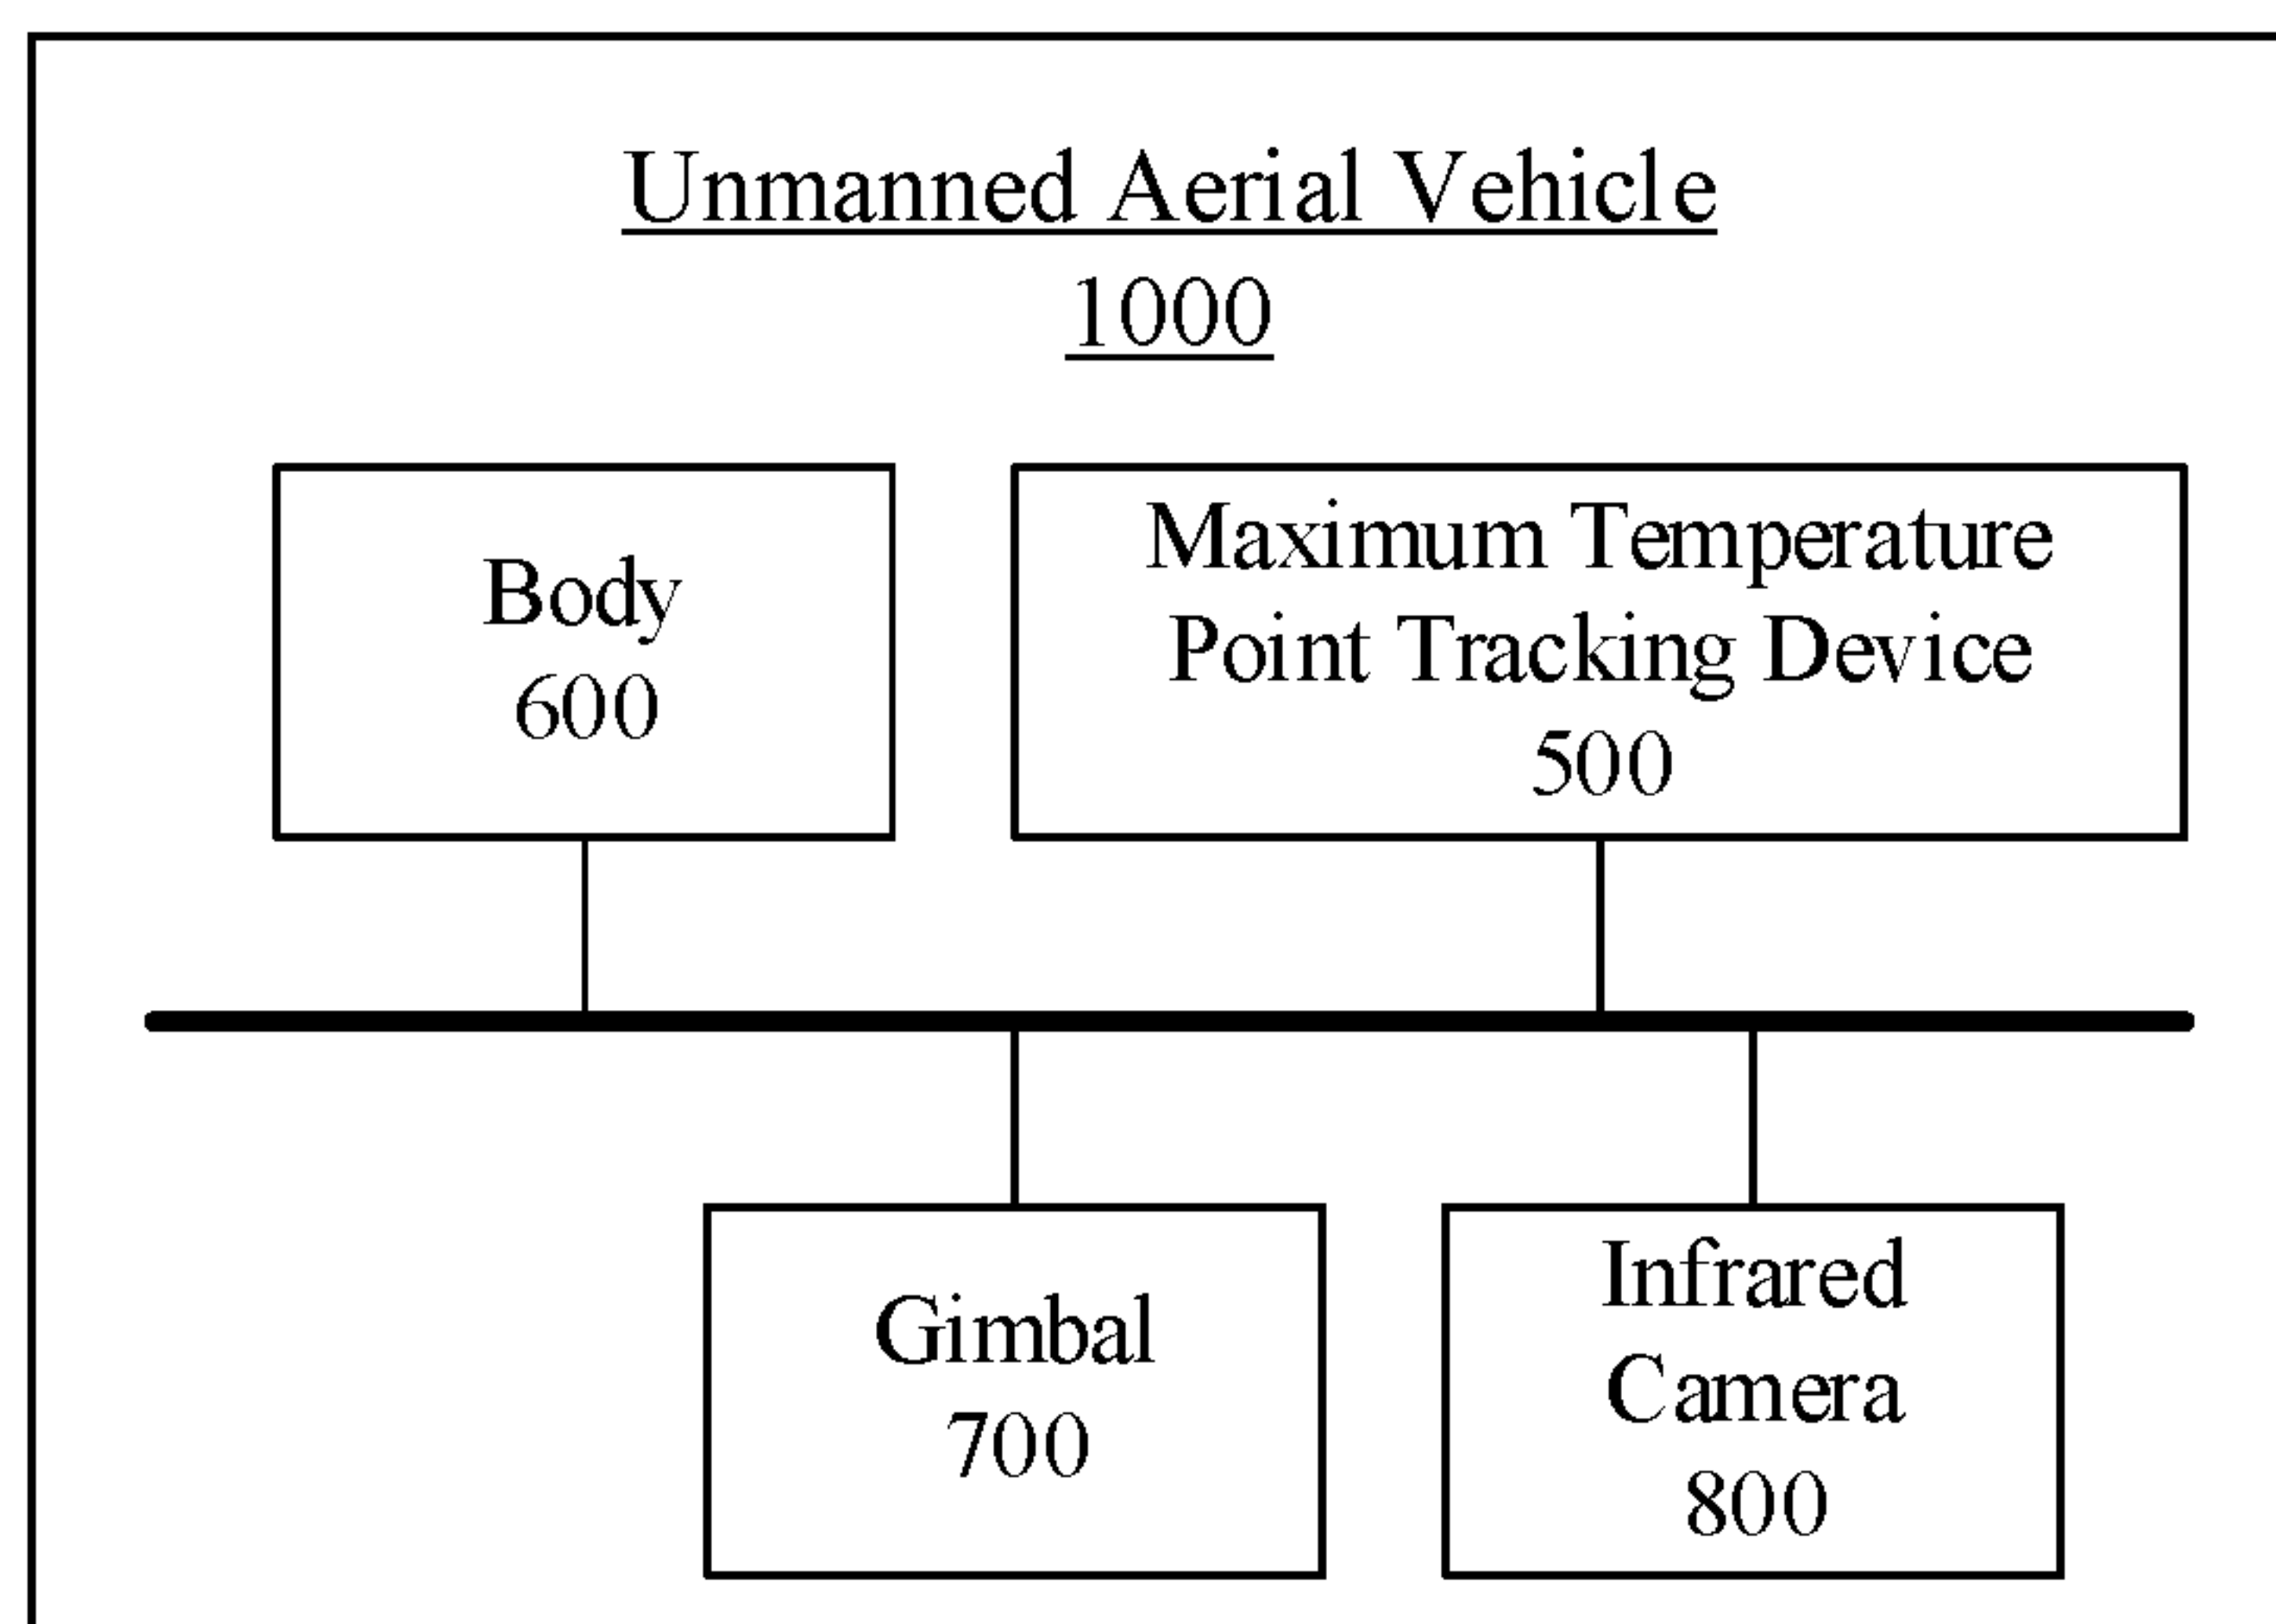 Unmanned Aerial Vehicle
1000
Body
600
Maximum Temperature
Point Tracking Device
500
Gimbal
700
Infrared
Camera
800